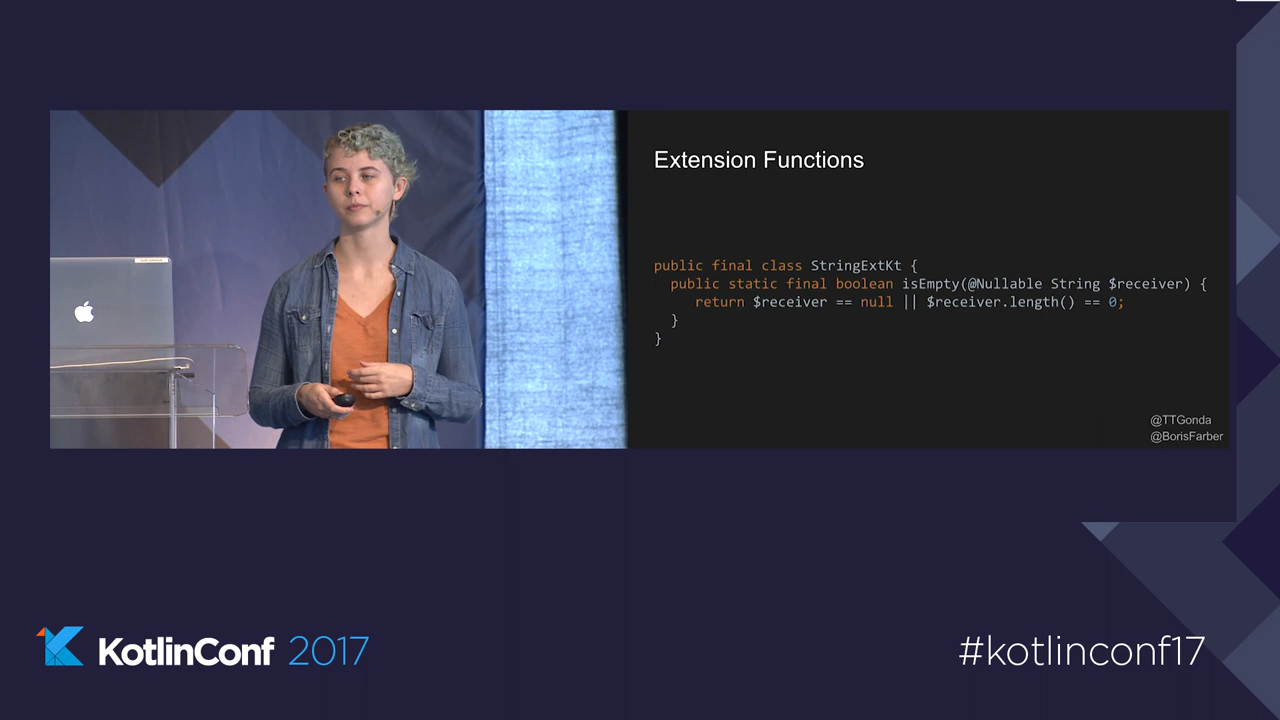 Extension Functions
public final class StringExtKt {
public static final boolean isEmpty(@Nullable String $receiver) {
return $receiver == null || $receiver.length() == 0;
}
}
@TTGonda
@BorisFarber
KotlinConf 2017
#kotlinconf17